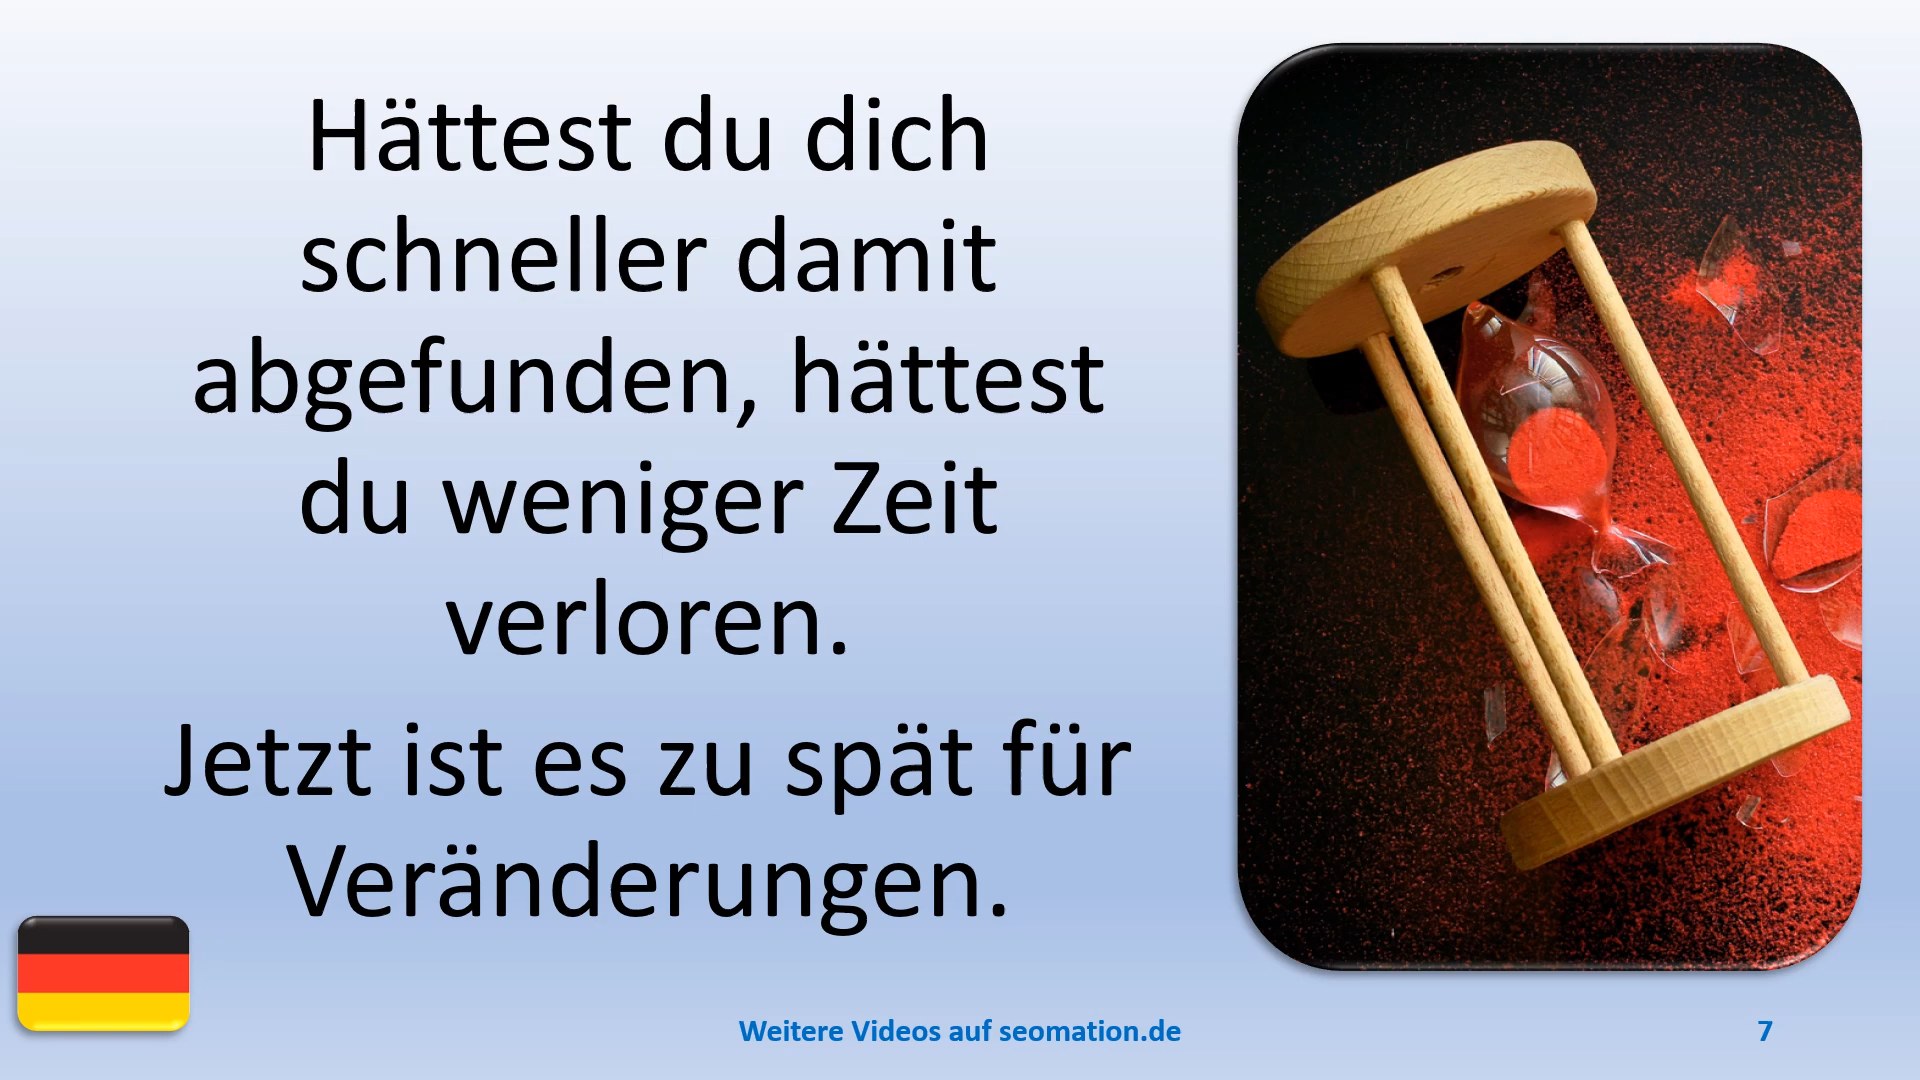 Hättest du dich
schneller damit
abgefunden, hättest
du weniger Zeit
verloren.
Jetzt ist es zu spät für
Veränderungen.
Weitere Videos auf seomation.de
7